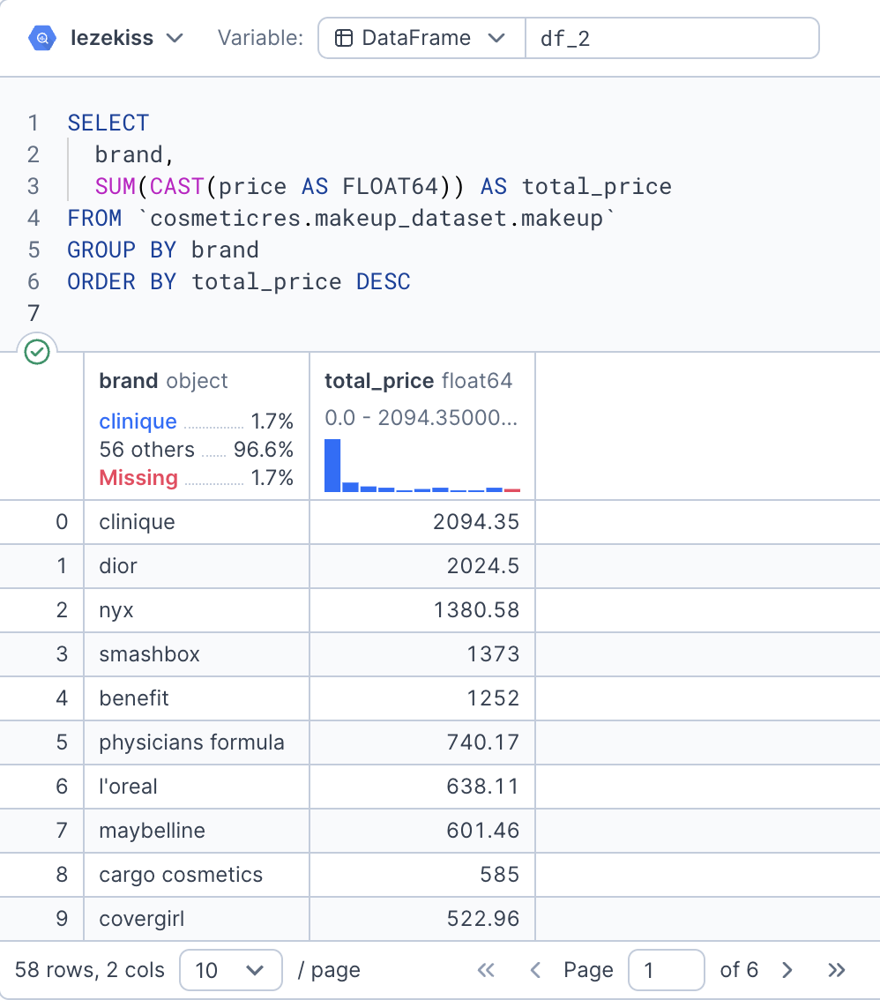 lezekiss Variable: DataFrame df_2
1 SELECT
2 brand,
3 SUM(CAST(price AS FLOAT64)) AS total_price
4 FROM `cosmeticres.makeup_dataset.makeup`
5 GROUP BY brand
6 ORDER BY total_price DESC
7
brand object total_price float64
clinique 1.7% 0.0 - 2094.35000...
56 others 96.6%
Missing 1.7%
0 clinique 2094.35
1 dior 2024.5
2 nyx 1380.58
3 smashbox 1373
4 benefit 1252
5 physicians formula 740.17
6 l'oreal 638.11
7 maybelline 601.46
8 cargo cosmetics 585
9 covergirl 522.96
58 rows, 2 cols 10 / page « ‹ Page 1 of 6 › »